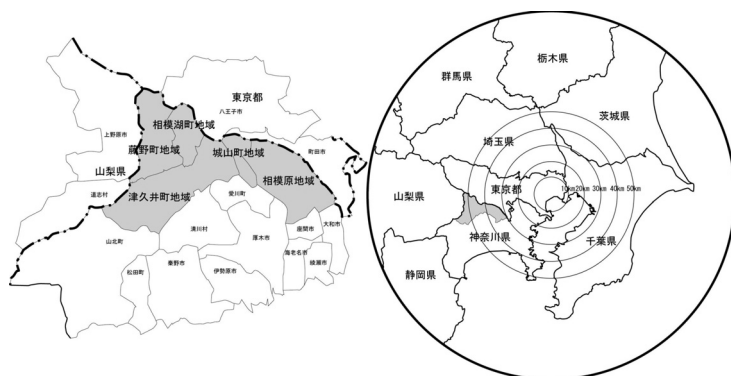 東京都
八王子市
相模湖町地域
上野原市
藤野町地域
城山町地域
町田市
山梨県
相模原地域
津久井町地域
道志村
愛川町
山北町
清川村
厚木市
座間市
大和市
海老名市
綾瀬市
松田町
秦野市
伊勢原市
栃木県
群馬県
茨城県
埼玉県
山梨県
東京都
10km 20km 30km 40km 50km
神奈川県
千葉県
静岡県